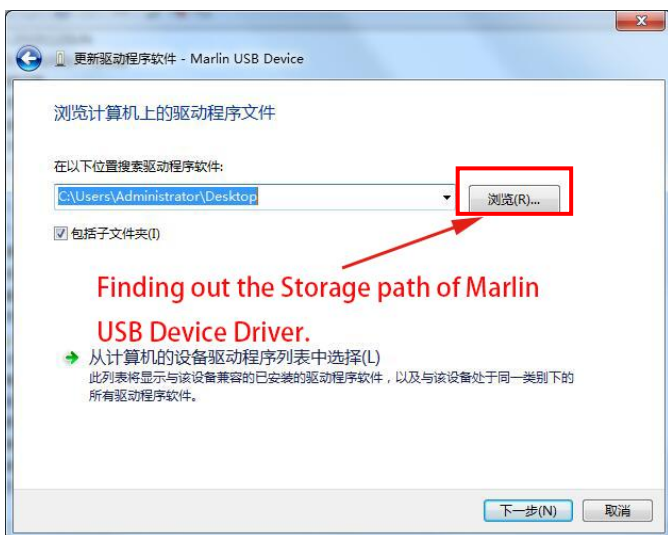 更新驱动程序软件 - Marlin USB Device
浏览计算机上的驱动程序文件
在以下位置搜索驱动程序软件:
C:\Users\Administrator\Desktop
浏览(R)...
包括子文件夹(I)
Finding out the Storage path of Marlin
USB Device Driver.
从计算机的设备驱动程序列表中选择(L)
此列表将显示与该设备兼容的已安装的驱动程序软件，以及与该设备处于同一类别下的
所有驱动程序软件。
下一步(N)
取消